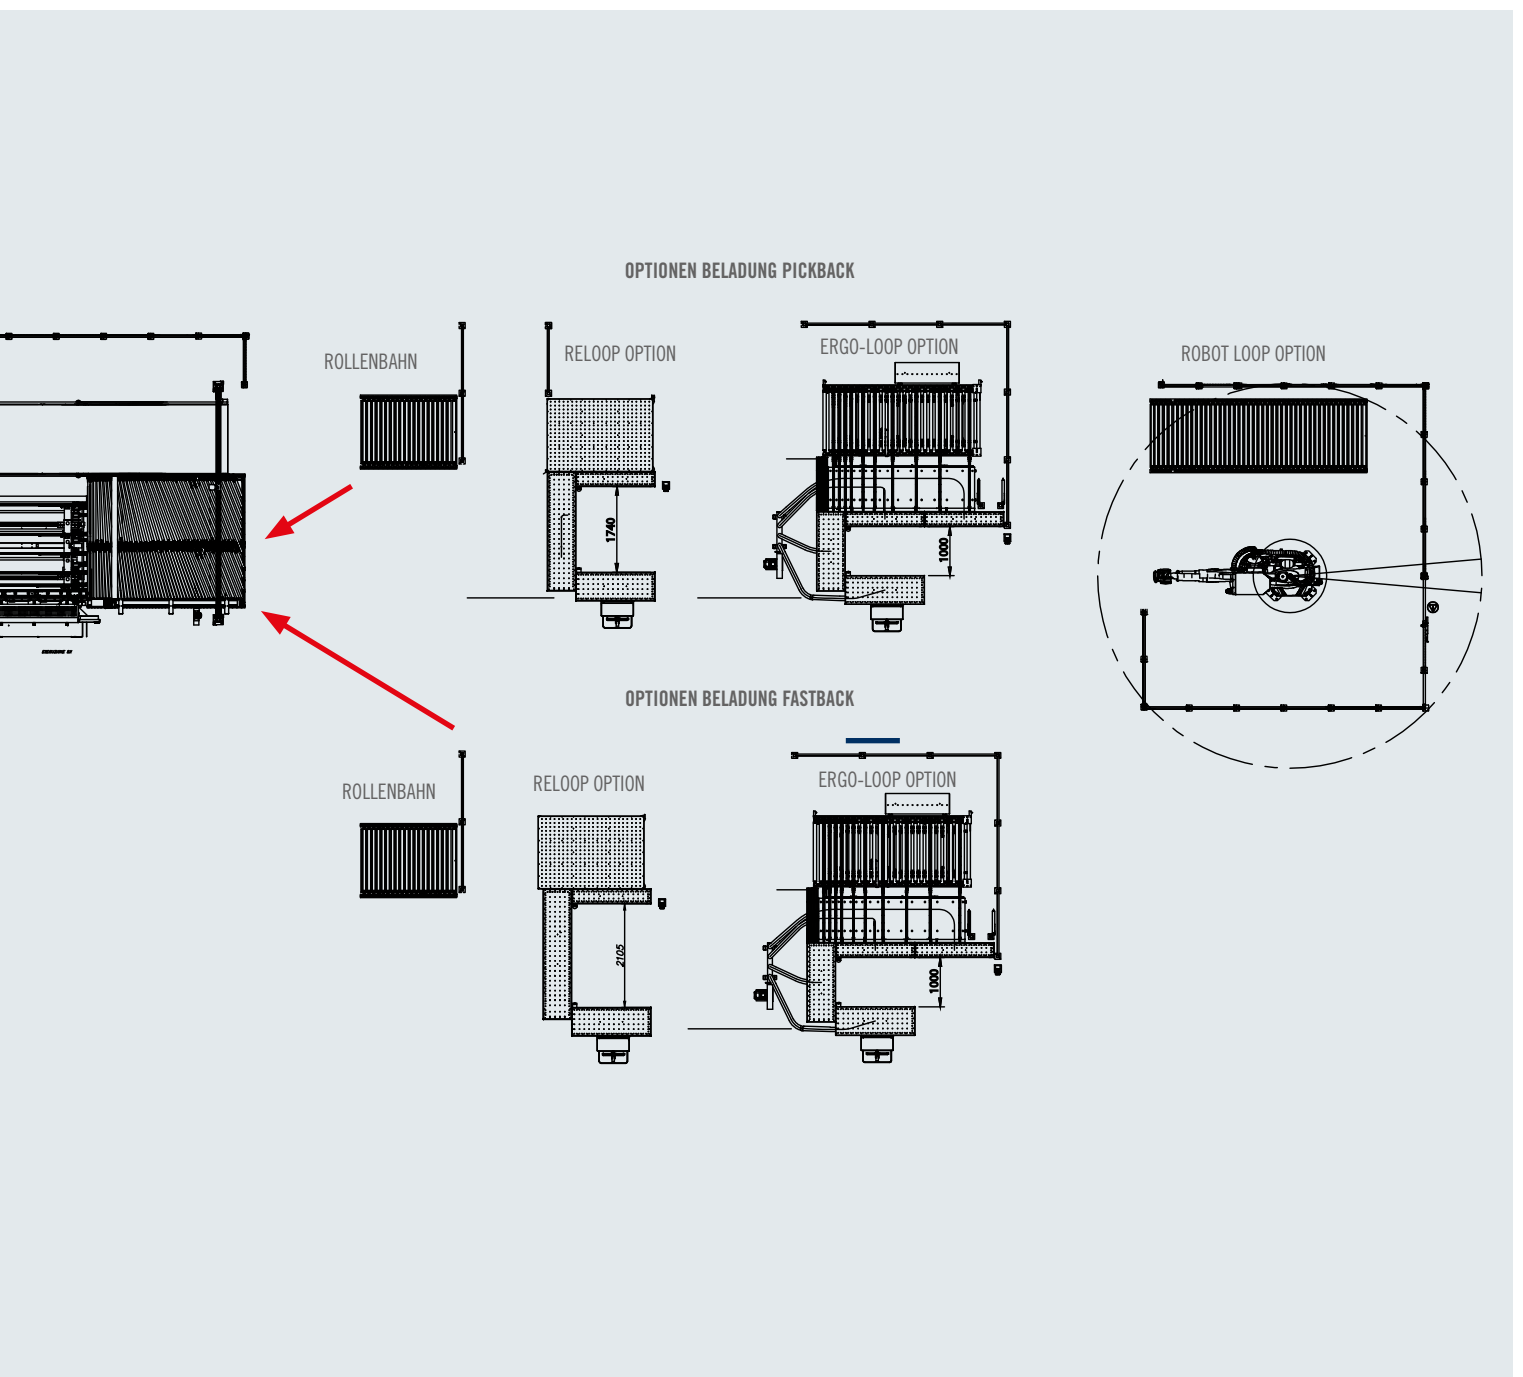 OPTIONEN BELADUNG PICKBACK
ROLLENBAHN
RELOOP OPTION
ERGO-LOOP OPTION
ROBOT LOOP OPTION
1740
1000
OPTIONEN BELADUNG FASTBACK
ROLLENBAHN
RELOOP OPTION
ERGO-LOOP OPTION
2105
1000